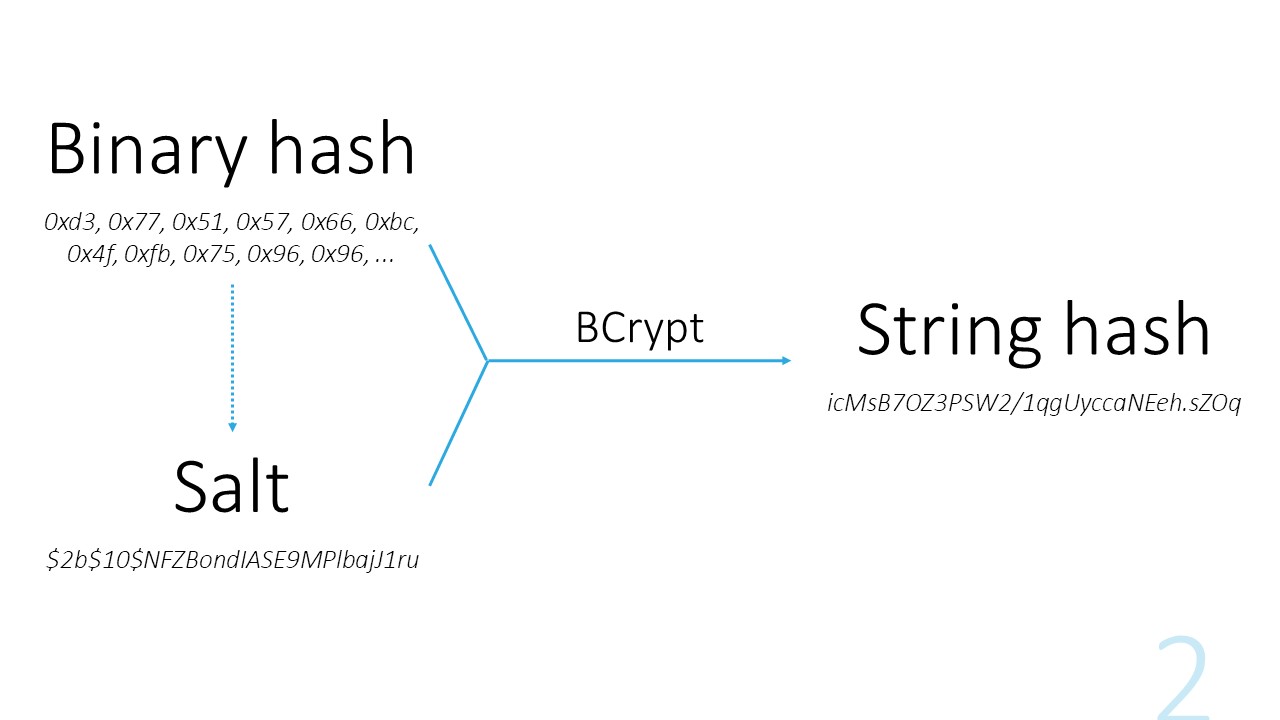 Binary hash
0xd3, 0x77, 0x51, 0x57, 0x66, 0xbc,
0x4f, 0xfb, 0x75, 0x96, 0x96, ...
BCrypt
String hash
icMsB7OZ3PSW2/1qgUyccaNEeh.sZOq
Salt
$2b$10$NFZBondIASE9MPlbajJ1ru
2